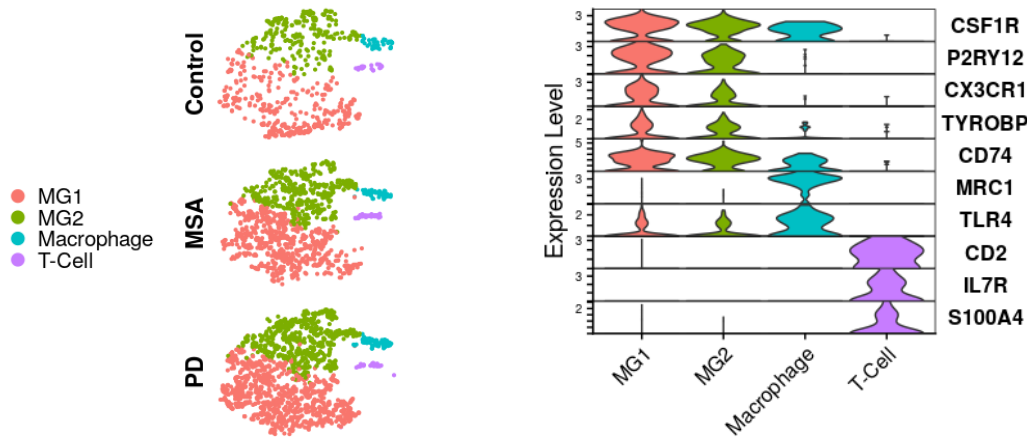 Control
MSA
PD
MG1
MG2
Macrophage
T-Cell
Expression Level
3
3
3
2
5
3
2
3
3
2
CSF1R
P2RY12
CX3CR1
TYROBP
CD74
MRC1
TLR4
CD2
IL7R
S100A4
MG1
MG2
Macrophage
T-Cell